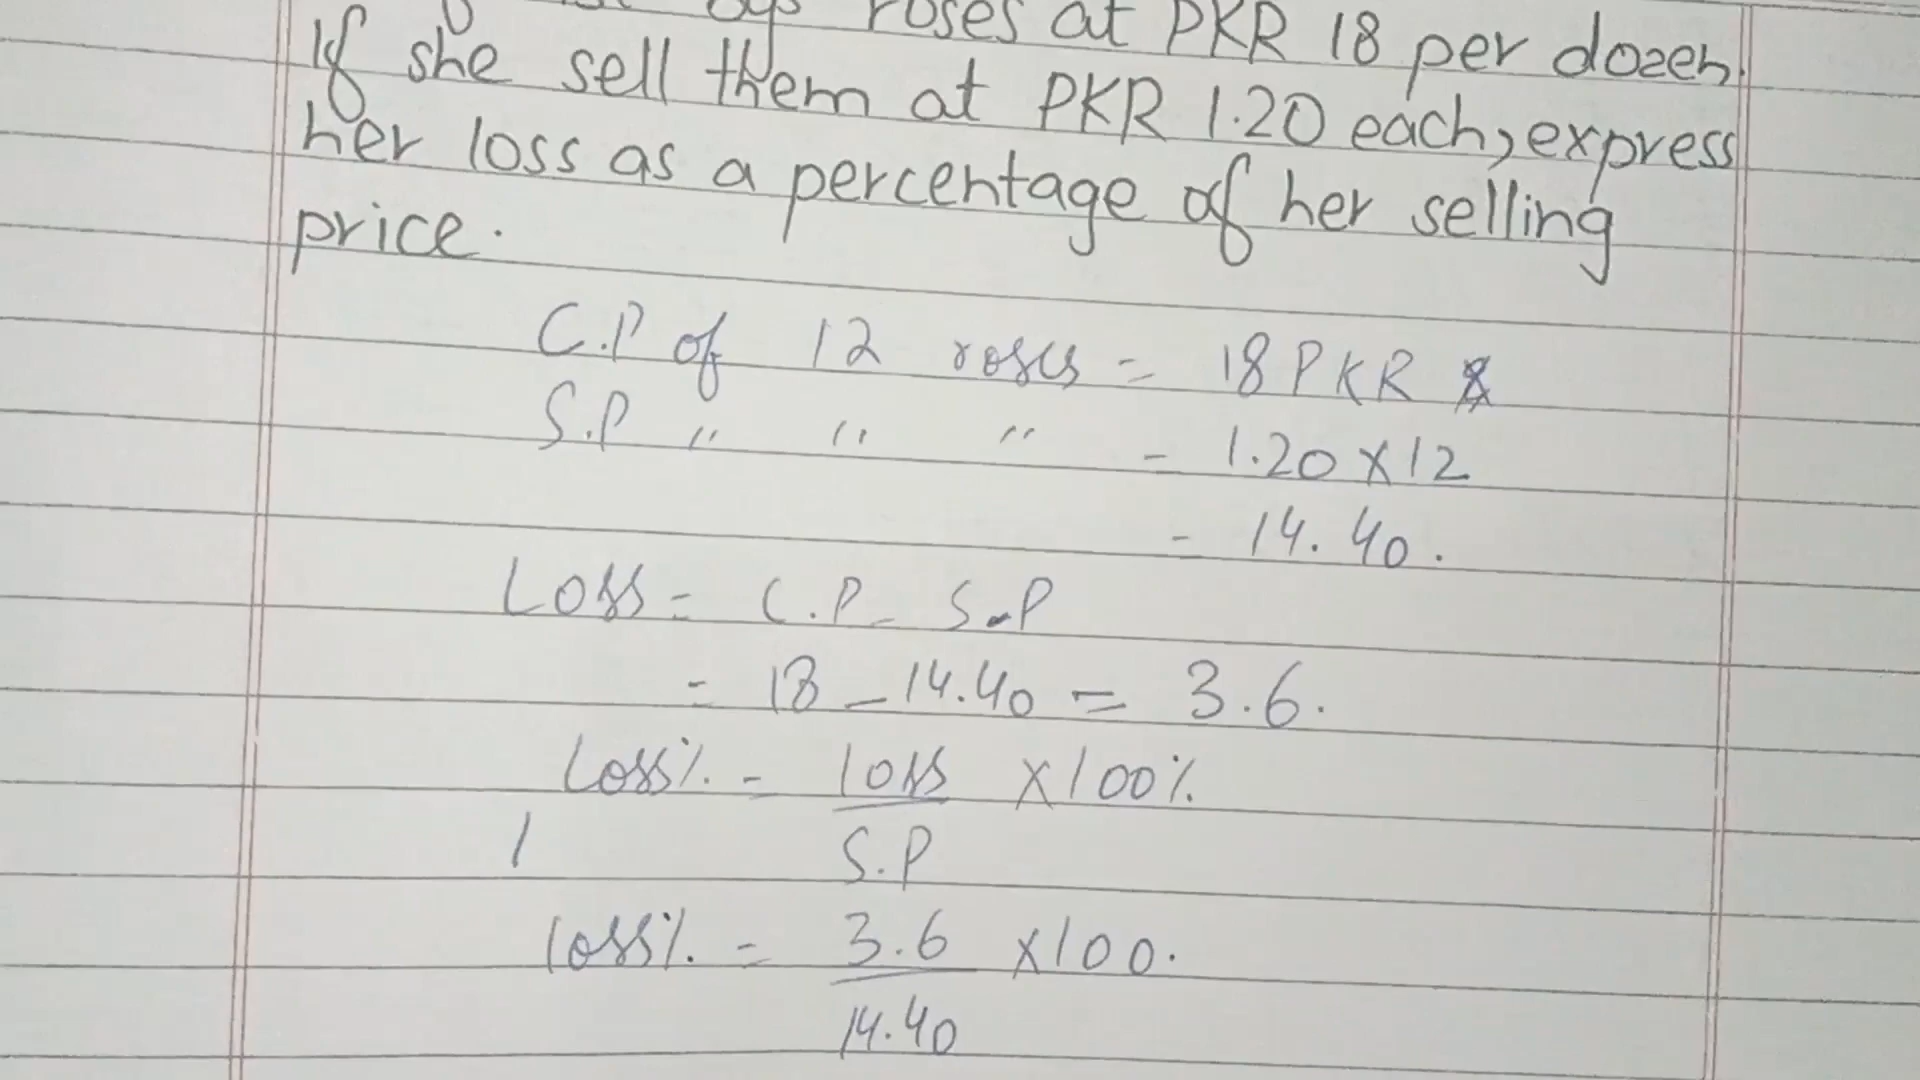 roses at PKR 18 per dozen.
If she sell them at PKR 1.20 each, express
her loss as a percentage of her selling
price.
C.P of 12 roses = 18 PKR
S.P " " " = 1.20 x 12
= 14.40.
Loss = C.P - S.P
= 18 - 14.40 = 3.6.
Loss% = loss x 100%
S.P
loss% = 3.6 x 100.
14.40